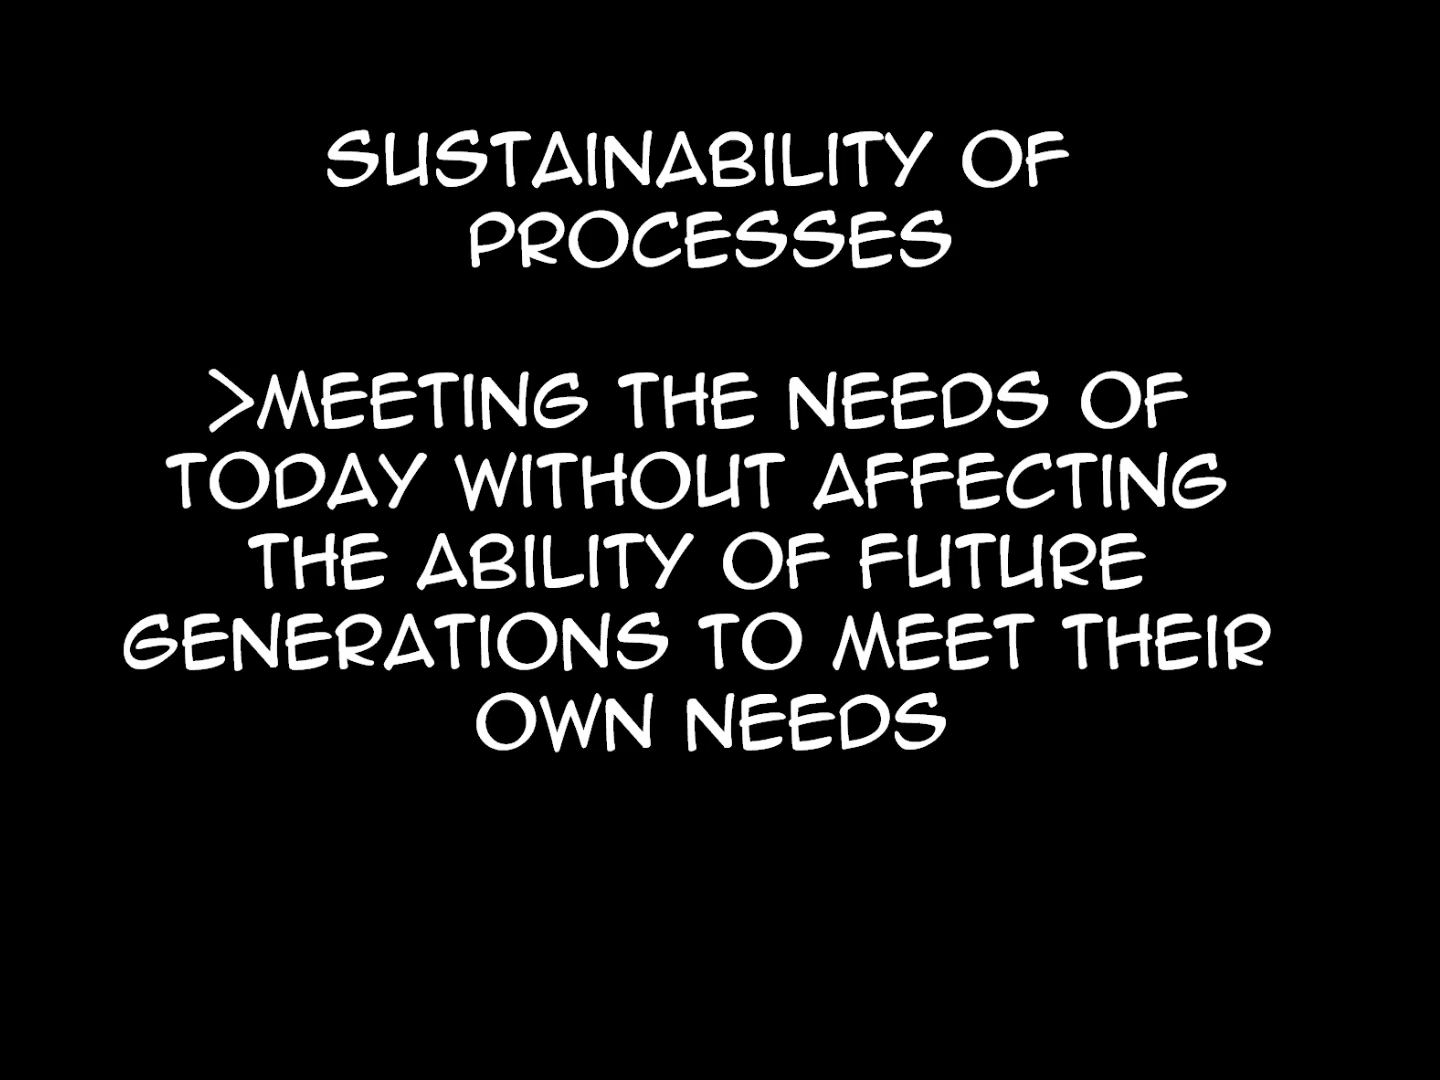 SUSTAINABILITY OF
PROCESSES
>MEETING THE NEEDS OF
TODAY WITHOUT AFFECTING
THE ABILITY OF FUTURE
GENERATIONS TO MEET THEIR
OWN NEEDS